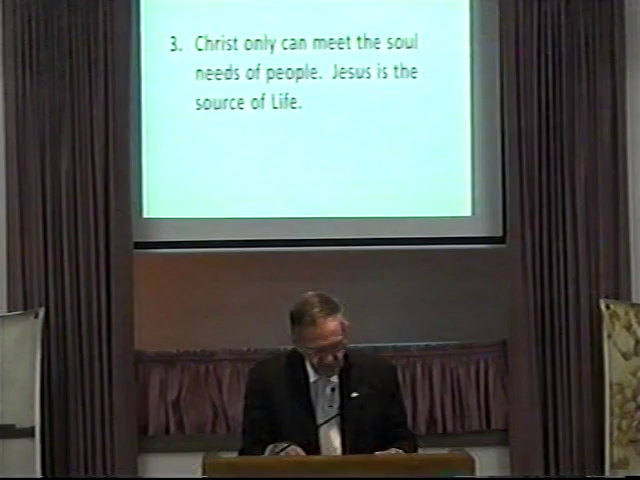 3. Christ only can meet the soul
needs of people. Jesus is the
source of Life.